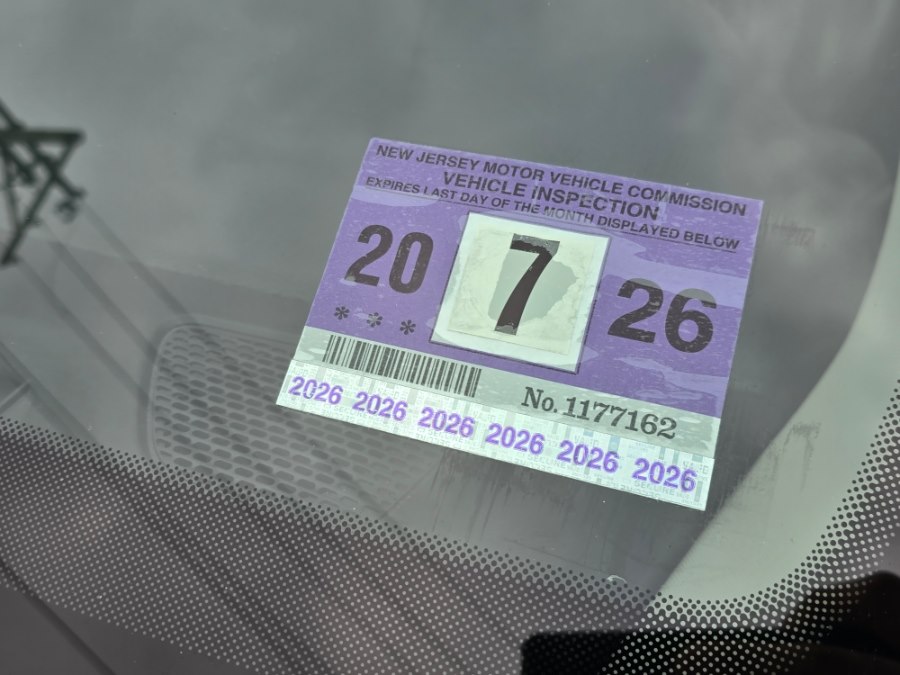 NEW JERSEY MOTOR VEHICLE COMMISSION
VEHICLE iNSPECTION
EXPIRES LAST DAY OF THE MONTH DISPLAYED BELOW
20 7 26
***
No. 1177162
2026 2026 2026 2026 2026 2026